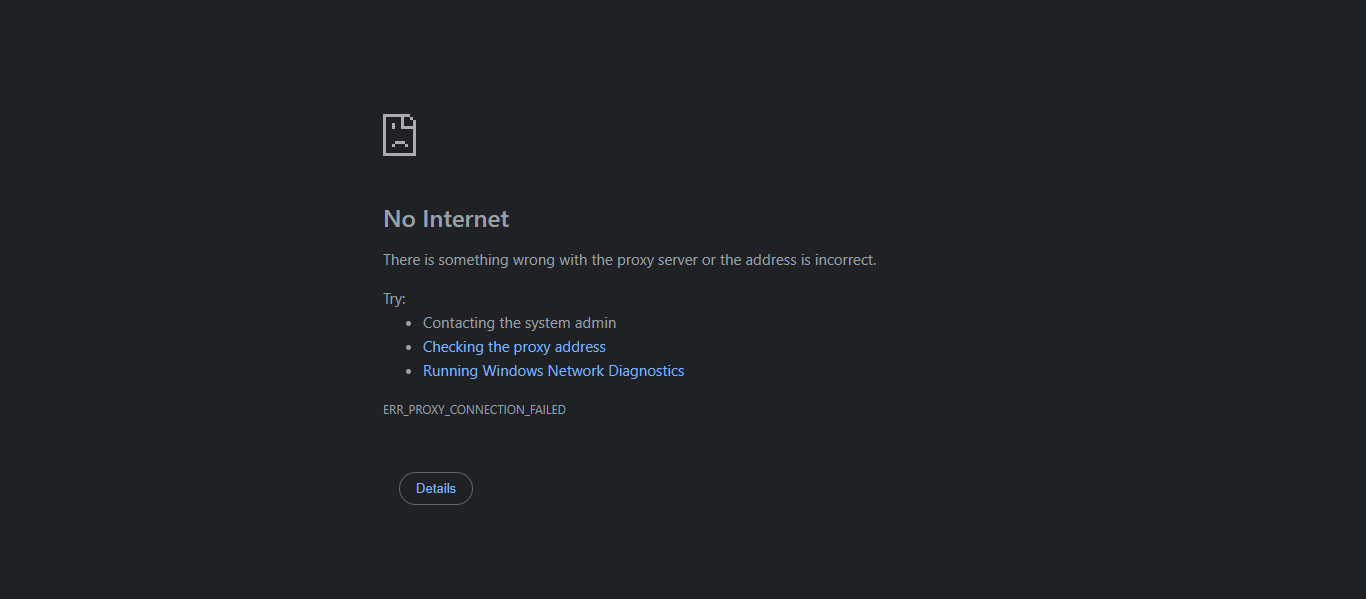 No Internet
There is something wrong with the proxy server or the address is incorrect.
Try:
Contacting the system admin
Checking the proxy address
Running Windows Network Diagnostics
ERR_PROXY_CONNECTION_FAILED
Details